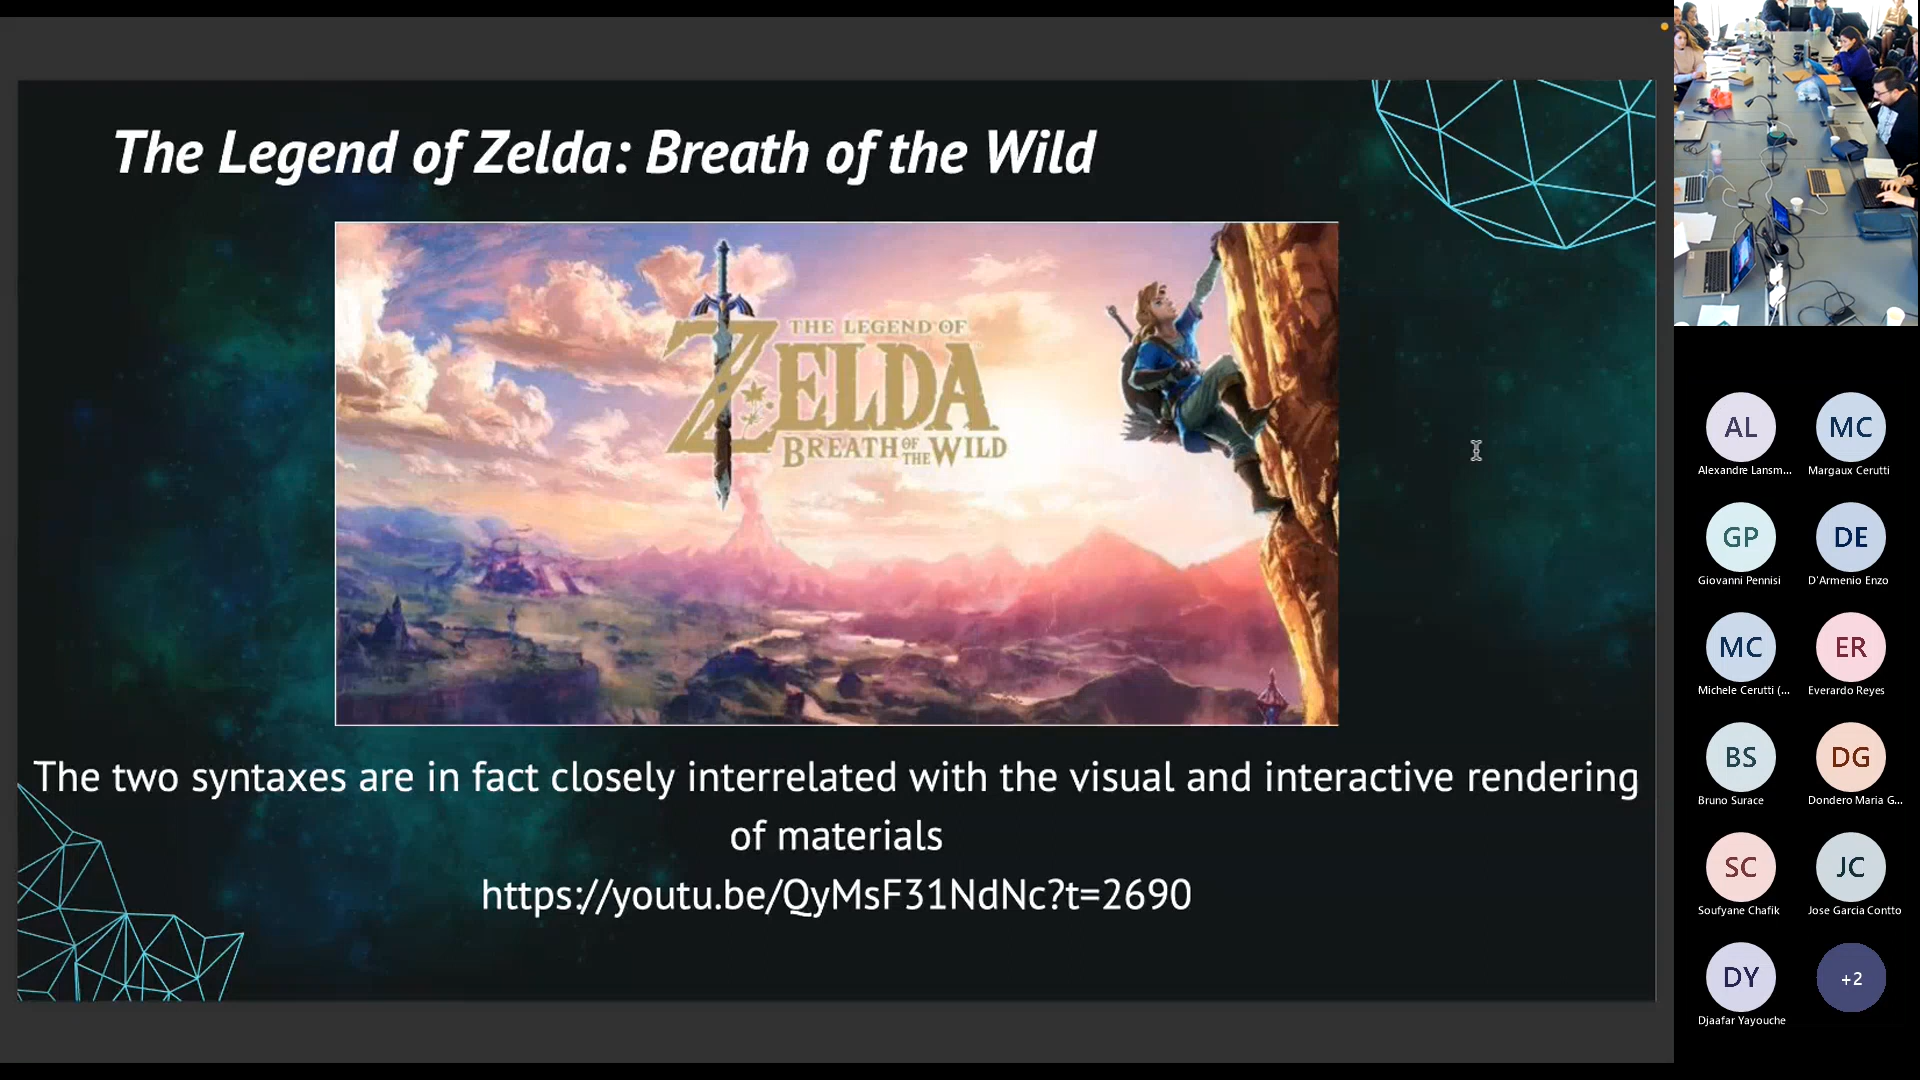 The Legend of Zelda: Breath of the Wild
THE LEGEND OF
ZELDA
BREATH OF THE WILD
The two syntaxes are in fact closely interrelated with the visual and interactive rendering
of materials
https://youtu.be/QyMsF31NdNc?t=2690
AL
MC
Alexandre Lansm...
Margaux Cerutti
GP
DE
Giovanni Pennisi
D'Armenio Enzo
MC
ER
Michele Cerutti (...
Everardo Reyes
BS
DG
Bruno Surace
Dondero Maria G...
SC
JC
Soufyane Chafik
Jose Garcia Contto
DY
+2
Djaafar Yayouche